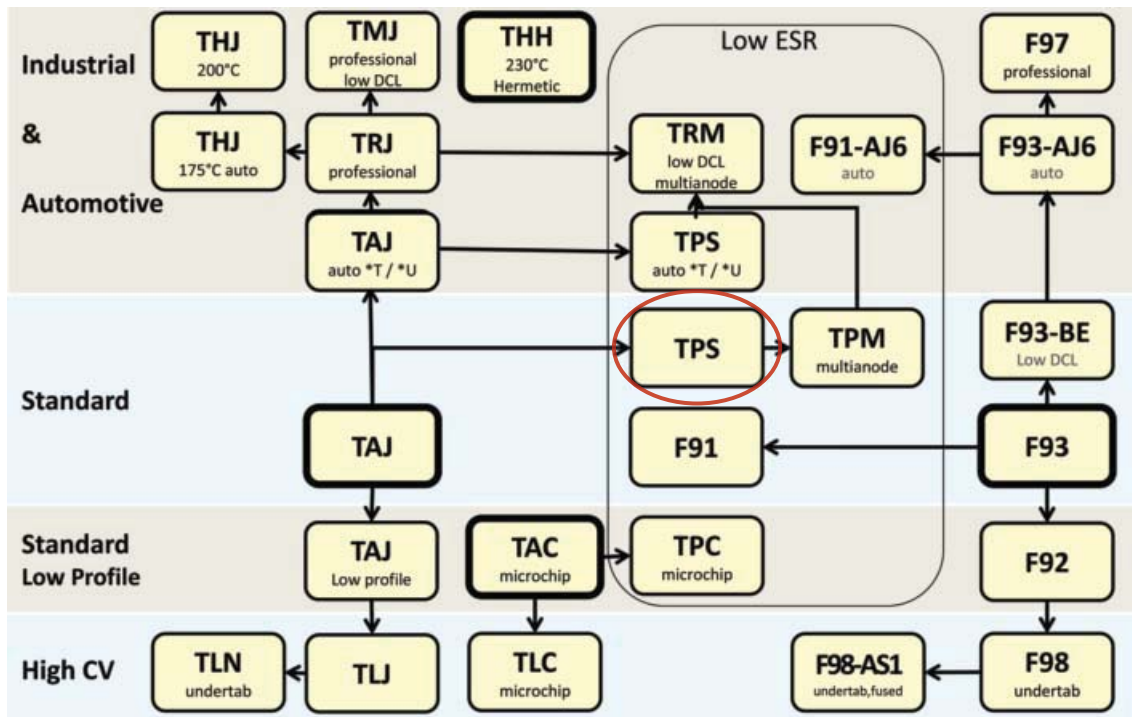 Industrial
&
Automotive
THJ
200°C
TMJ
professional
low DCL
THH
230°C
Hermetic
Low ESR
F97
professional
THJ
175°C auto
TRJ
professional
TRM
low DCL
multianode
F91-AJ6
auto
F93-AJ6
auto
TAJ
auto *T / *U
TPS
auto *T / *U
Standard
TPS
TPM
multianode
F93-BE
Low DCL
TAJ
F91
F93
Standard
Low Profile
TAJ
Low profile
TAC
microchip
TPC
microchip
F92
High CV
TLN
undertab
TLJ
TLC
microchip
F98-AS1
undertab,fused
F98
undertab